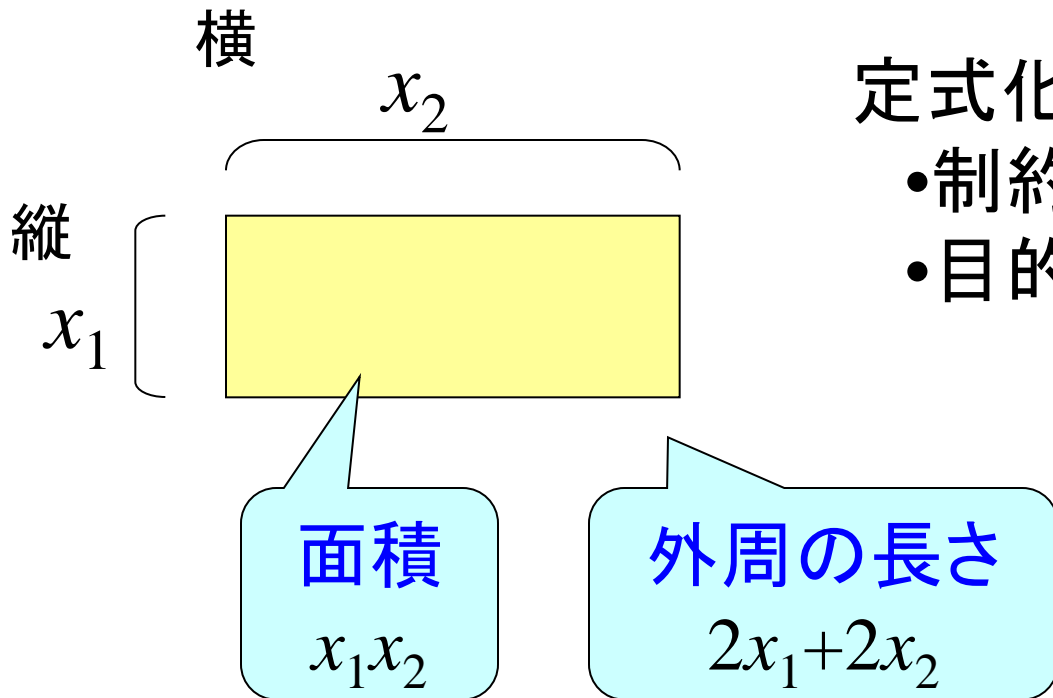 横
x₂
縦
x₁
定式化
•制約
•目的
面積
x₁x₂
外周の長さ
2x₁+2x₂